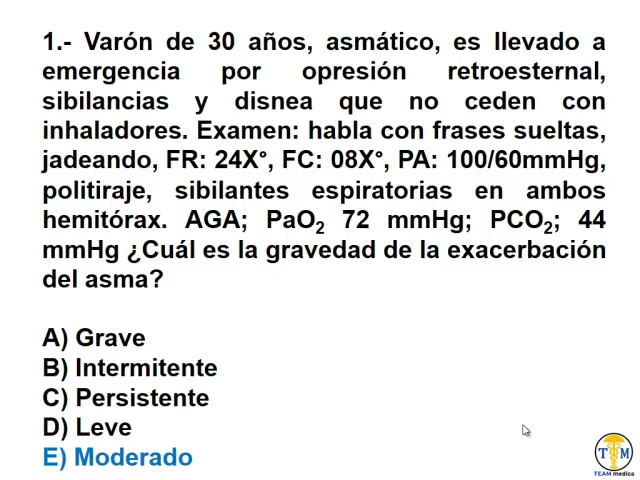 1.- Varón de 30 años, asmático, es llevado a
emergencia por opresión retroesternal,
sibilancias y disnea que no ceden con
inhaladores. Examen: habla con frases sueltas,
jadeando, FR: 24X°, FC: 08X°, PA: 100/60mmHg,
politiraje, sibilantes espiratorias en ambos
hemitórax. AGA; PaO₂ 72 mmHg; PCO₂; 44
mmHg ¿Cuál es la gravedad de la exacerbación
del asma?
A) Grave
B) Intermitente
C) Persistente
D) Leve
E) Moderado
T M
TEAM medica